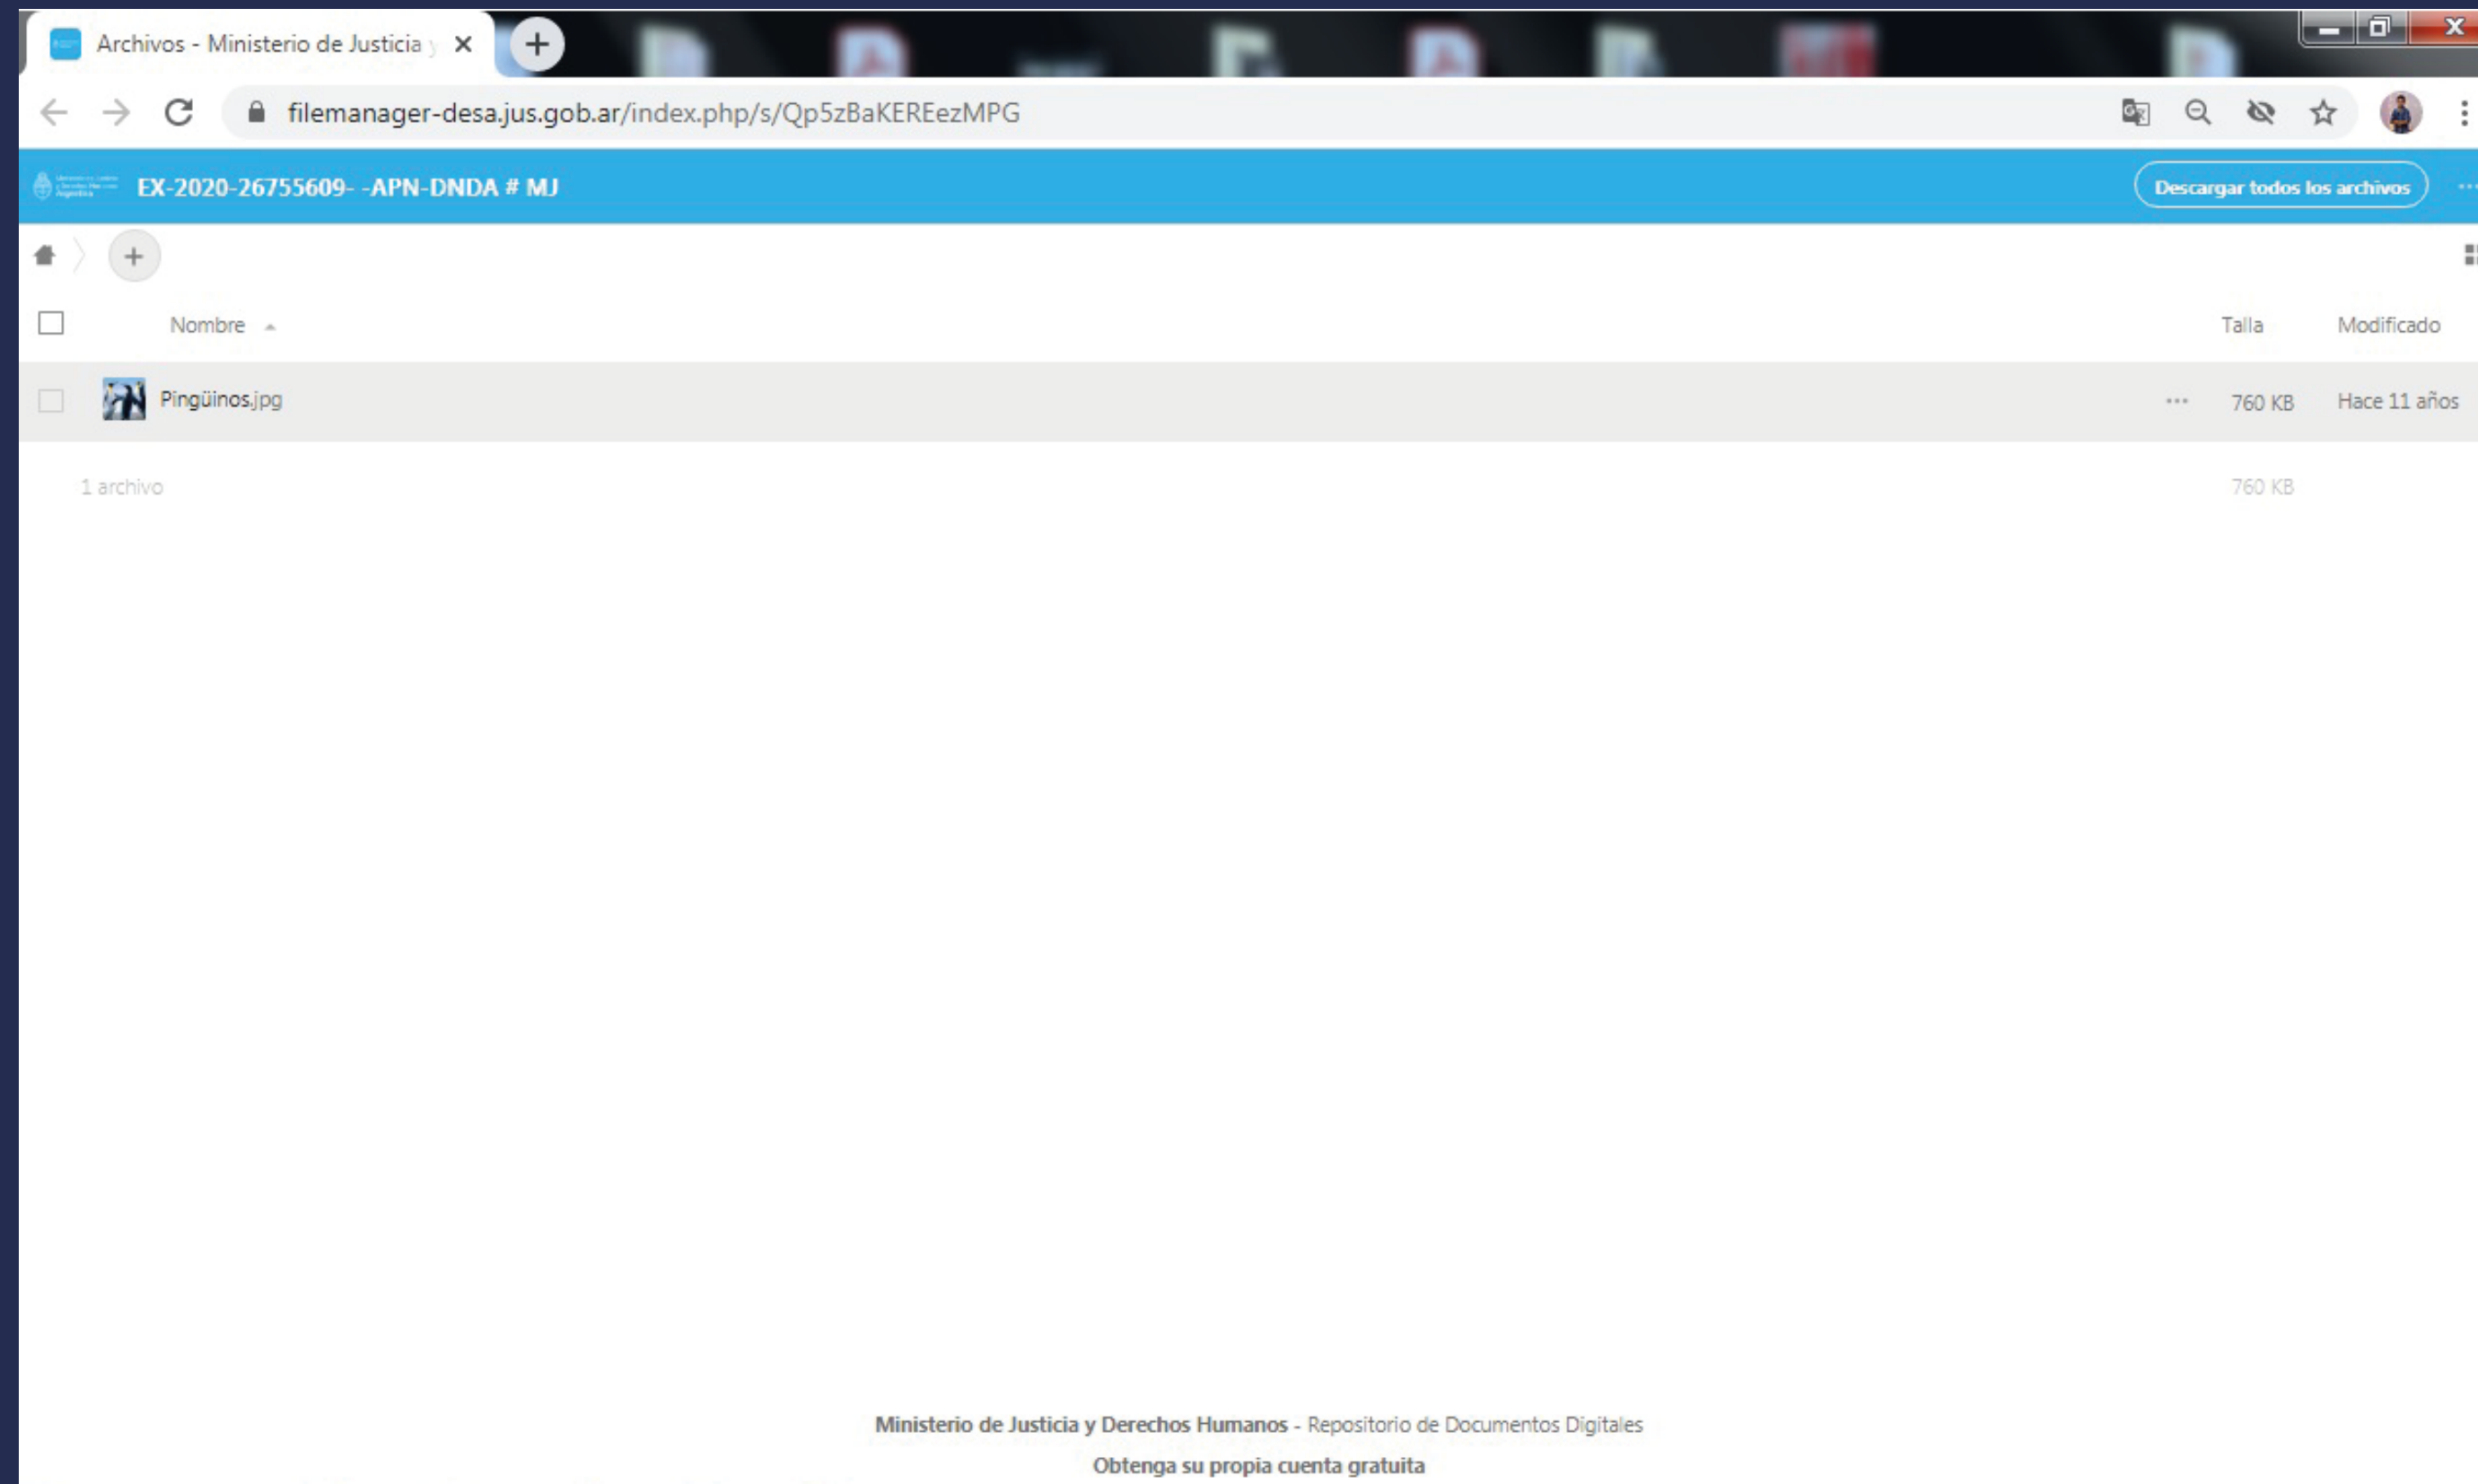 Archivos - Ministerio de Justicia y
filemanager-desa.jus.gob.ar/index.php/s/Qp5zBaKEREezMPG
Argentina
EX-2020-26755609- -APN-DNDA # MJ
Descargar todos los archivos
Nombre
Talla
Modificado
Pingüinos.jpg
760 KB
Hace 11 años
1 archivo
760 KB
Ministerio de Justicia y Derechos Humanos - Repositorio de Documentos Digitales
Obtenga su propia cuenta gratuita